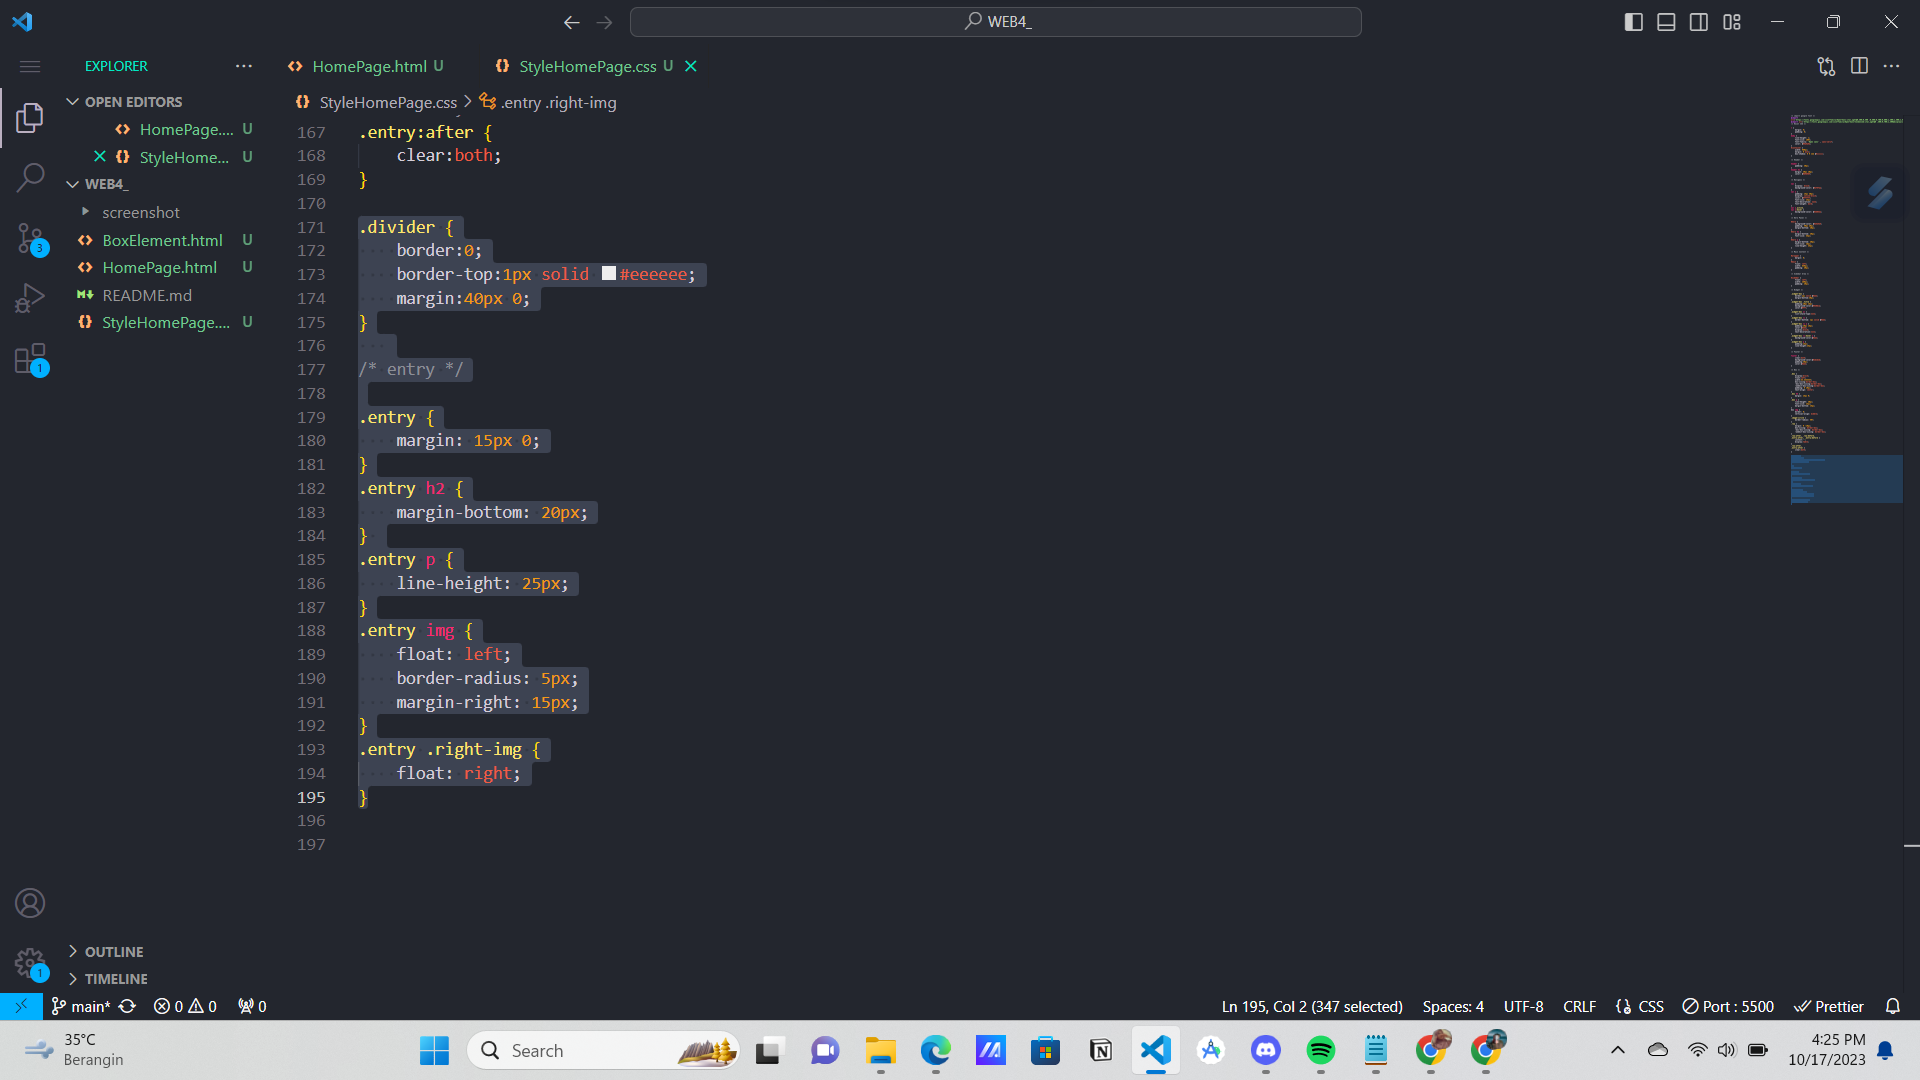 WEB4_
EXPLORER
HomePage.html U
StyleHomePage.css U
OPEN EDITORS
StyleHomePage.css > .entry .right-img
HomePage.... U
StyleHome... U
WEB4_
screenshot
BoxElement.html U
HomePage.html U
README.md
StyleHomePage.... U
3
1
167 .entry:after {
168 clear:both;
169 }
170
171 .divider {
172 border:0;
173 border-top:1px solid #eeeeee;
174 margin:40px 0;
175 }
176
177 /* entry */
178
179 .entry {
180 margin: 15px 0;
181 }
182 .entry h2 {
183 margin-bottom: 20px;
184 }
185 .entry p {
186 line-height: 25px;
187 }
188 .entry img {
189 float: left;
190 border-radius: 5px;
191 margin-right: 15px;
192 }
193 .entry .right-img {
194 float: right;
195 }
196
197
OUTLINE
TIMELINE
1
main* 0 0 0
Ln 195, Col 2 (347 selected) Spaces: 4 UTF-8 CRLF CSS Port : 5500 Prettier
35°C
Berangin
Search
4:25 PM
10/17/2023